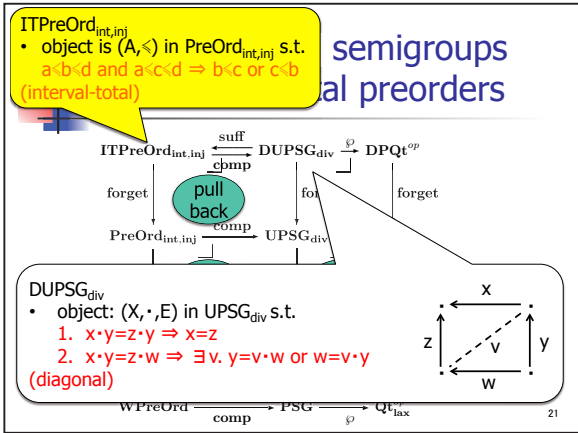 ITPreOrd_int,inj
• object is (A,≤) in PreOrd_int,inj s.t.
a≤b≤d and a≤c≤d ⇒ b≤c or c≤b
(interval-total)
semigroups
tal preorders
ITPreOrd_int,inj suff comp DUPSG_div ℘ DPQt^op
forget pull back forget
PreOrd_int,inj comp UPSG_div
DUPSG_div
• object: (X,·,E) in UPSG_div s.t.
1. x·y=z·y ⇒ x=z
2. x·y=z·w ⇒ ∃v. y=v·w or w=v·y
(diagonal)
x
z v y
w
WPreOrd comp PSG ℘ Qt^op_lax
21